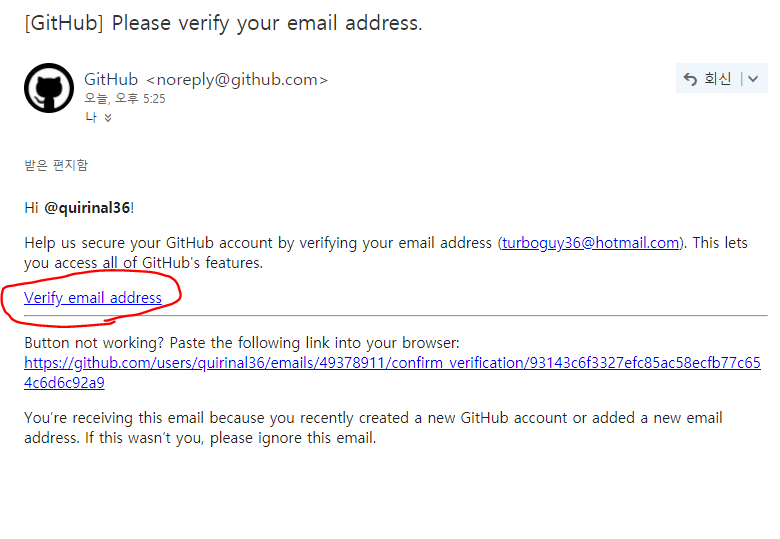 [GitHub] Please verify your email address.
GitHub <noreply@github.com>
회신
오늘, 오후 5:25
나
받은 편지함
Hi @quirinal36!
Help us secure your GitHub account by verifying your email address (turboguy36@hotmail.com). This lets
you access all of GitHub's features.
Verify email address
Button not working? Paste the following link into your browser:
https://github.com/users/quirinal36/emails/49378911/confirm_verification/93143c6f3327efc85ac58ecfb77c65
4c6d6c92a9
You’re receiving this email because you recently created a new GitHub account or added a new email
address. If this wasn’t you, please ignore this email.